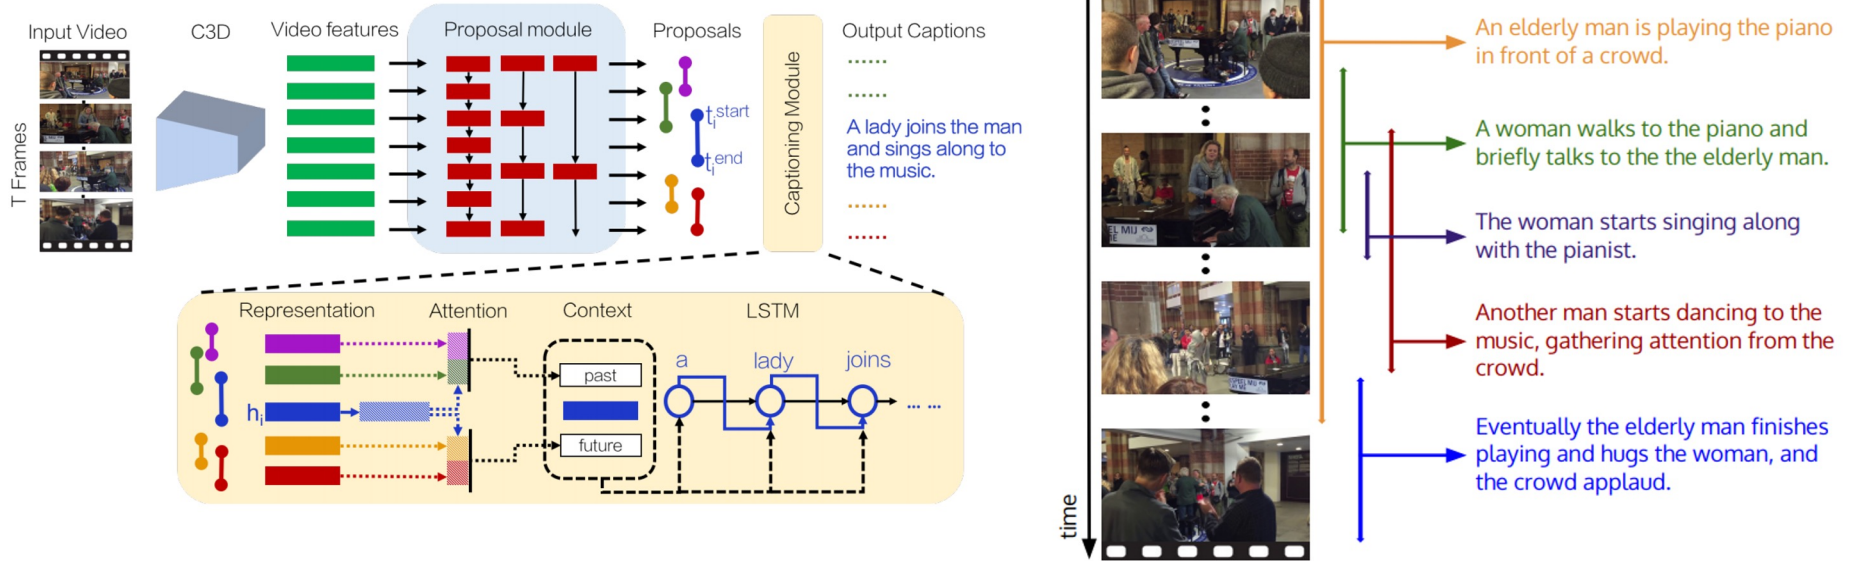 Input Video
C3D
Video features
Proposal module
Proposals
Output Captions
T Frames
t_i^start
t_i^end
Captioning Module
......
......
A lady joins the man
and sings along to
the music.
......
......
Representation
Attention
Context
LSTM
h_i
past
future
a
lady
joins
... ...
time
An elderly man is playing the piano
in front of a crowd.
A woman walks to the piano and
briefly talks to the the elderly man.
The woman starts singing along
with the pianist.
Another man starts dancing to the
music, gathering attention from the
crowd.
Eventually the elderly man finishes
playing and hugs the woman, and
the crowd applaud.